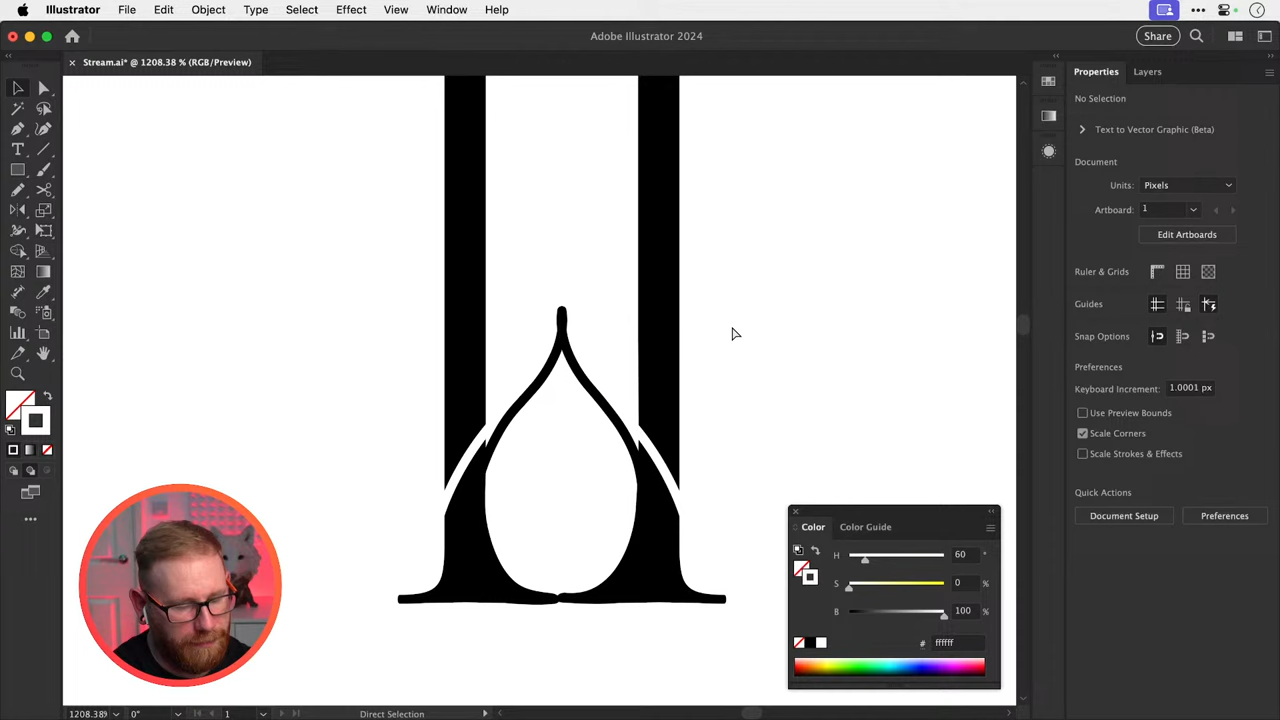 Illustrator File Edit Object Type Select Effect View Window Help
Adobe Illustrator 2024
Share
Stream.ai* @ 1208.38 % (RGB/Preview)
Properties Layers
No Selection
Text to Vector Graphic (Beta)
Document
Units: Pixels
Artboard: 1
Edit Artboards
Ruler & Grids
Guides
Snap Options
Preferences
Keyboard Increment: 1.0001 px
Use Preview Bounds
Scale Corners
Scale Strokes & Effects
Quick Actions
Document Setup Preferences
Color Color Guide
H 60 °
S 0 %
B 100 %
# ffffff
1208.38% 0° 1 Direct Selection